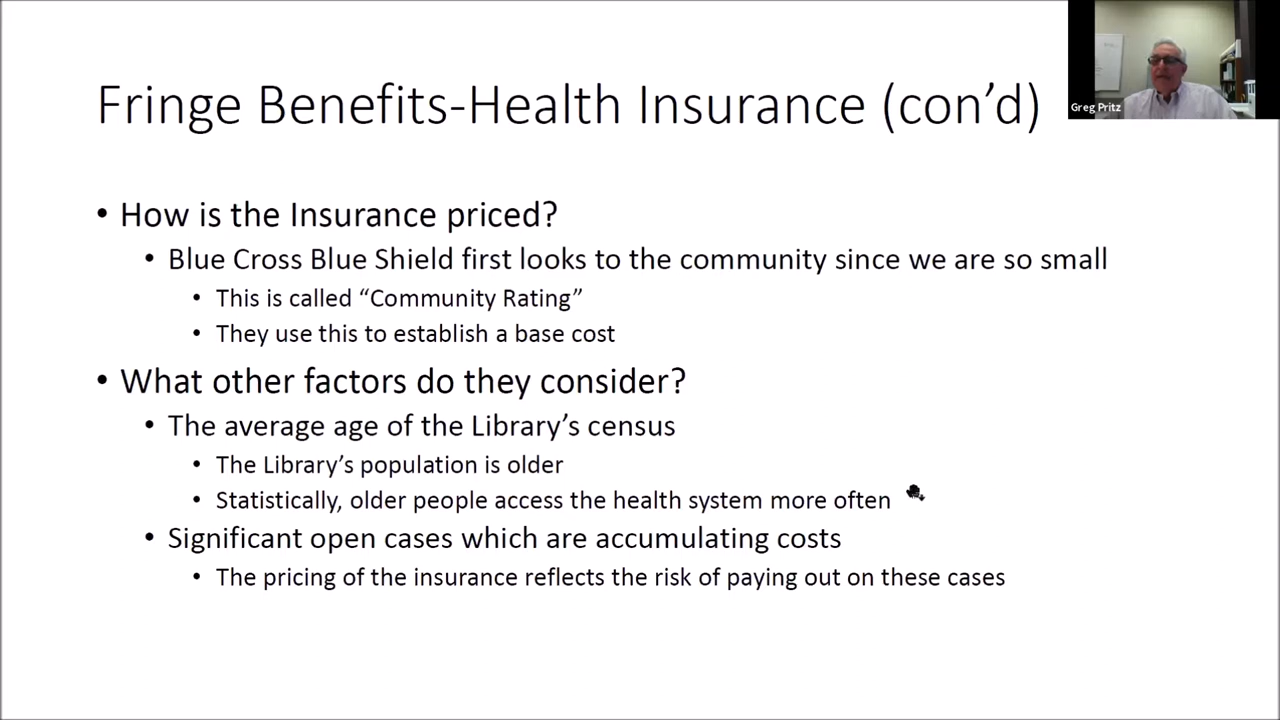 Fringe Benefits-Health Insurance (con’d)
Greg Pritz
• How is the Insurance priced?
• Blue Cross Blue Shield first looks to the community since we are so small
• This is called “Community Rating”
• They use this to establish a base cost
• What other factors do they consider?
• The average age of the Library’s census
• The Library’s population is older
• Statistically, older people access the health system more often
• Significant open cases which are accumulating costs
• The pricing of the insurance reflects the risk of paying out on these cases